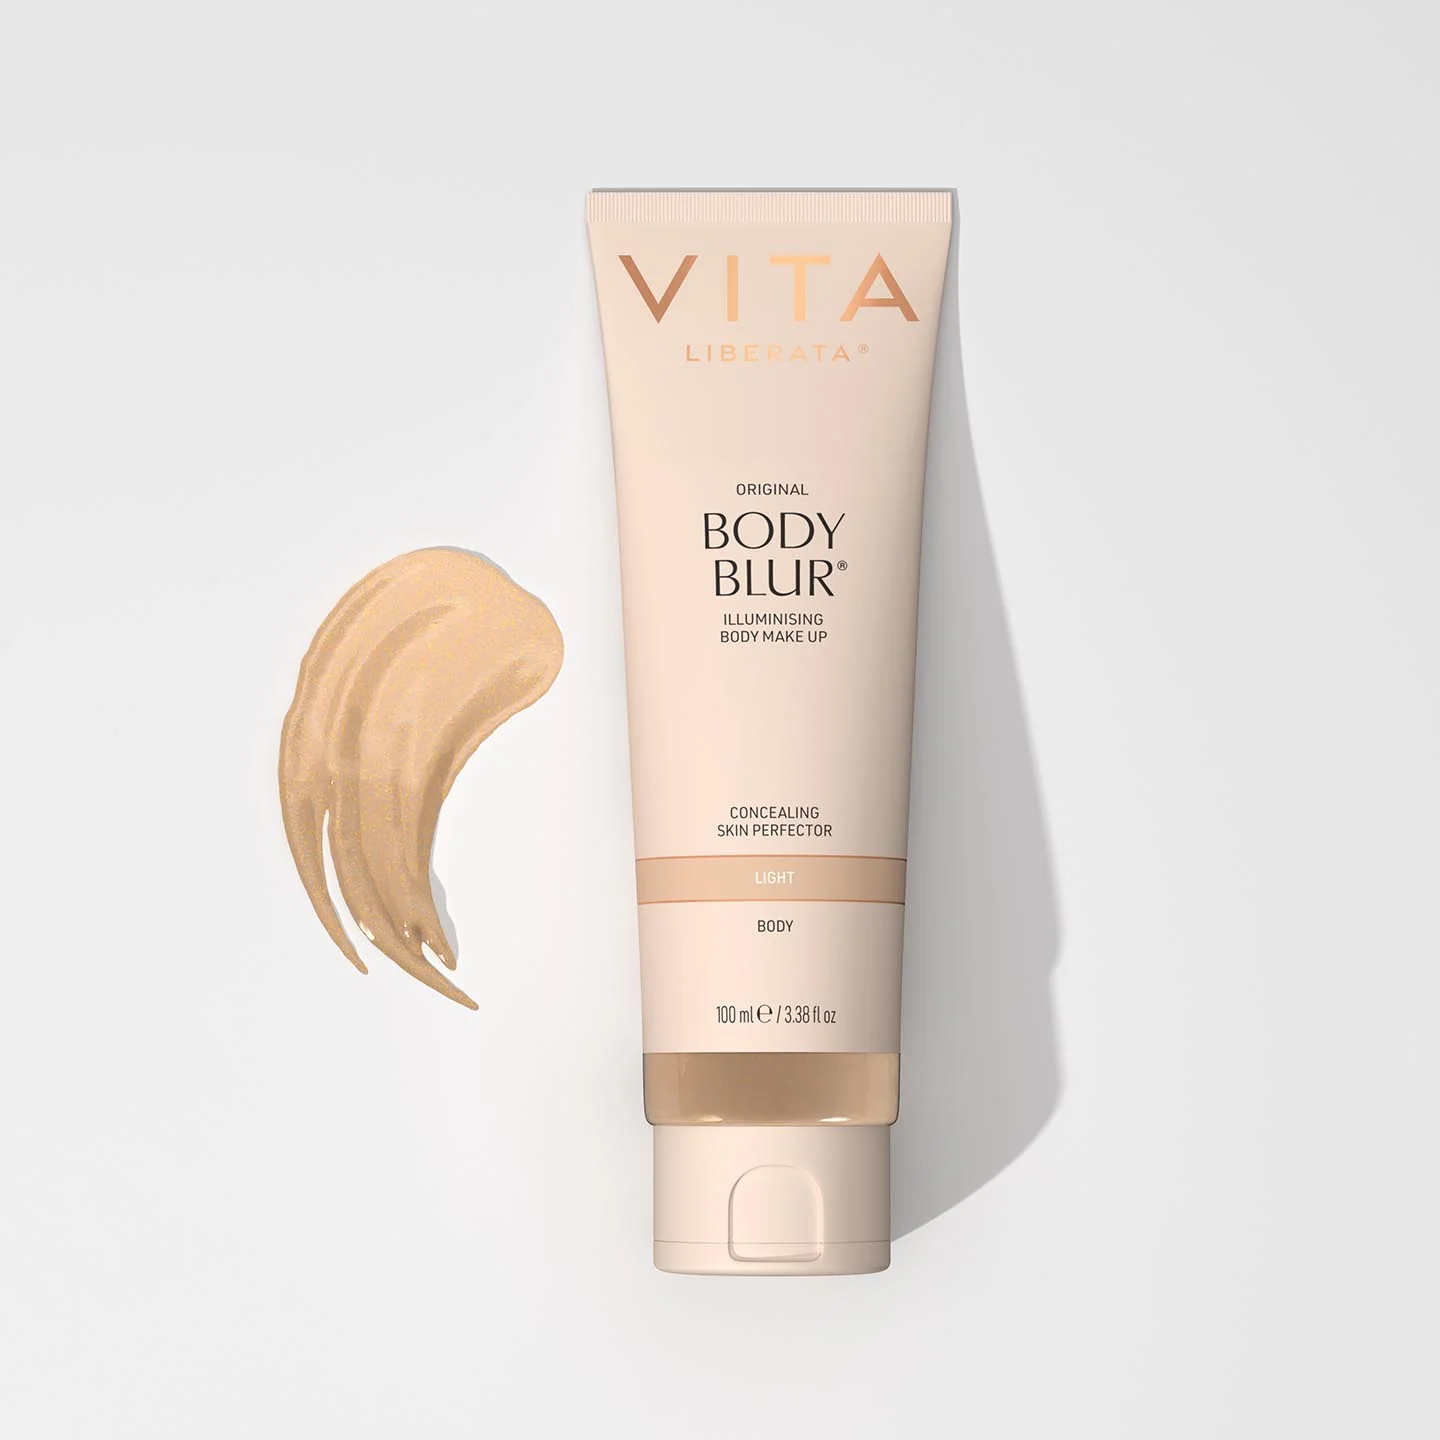 VITA
LIBERATA®
ORIGINAL
BODY
BLUR®
ILLUMINISING
BODY MAKE UP
CONCEALING
SKIN PERFECTOR
LIGHT
BODY
100 ml ℮ / 3.38 fl oz